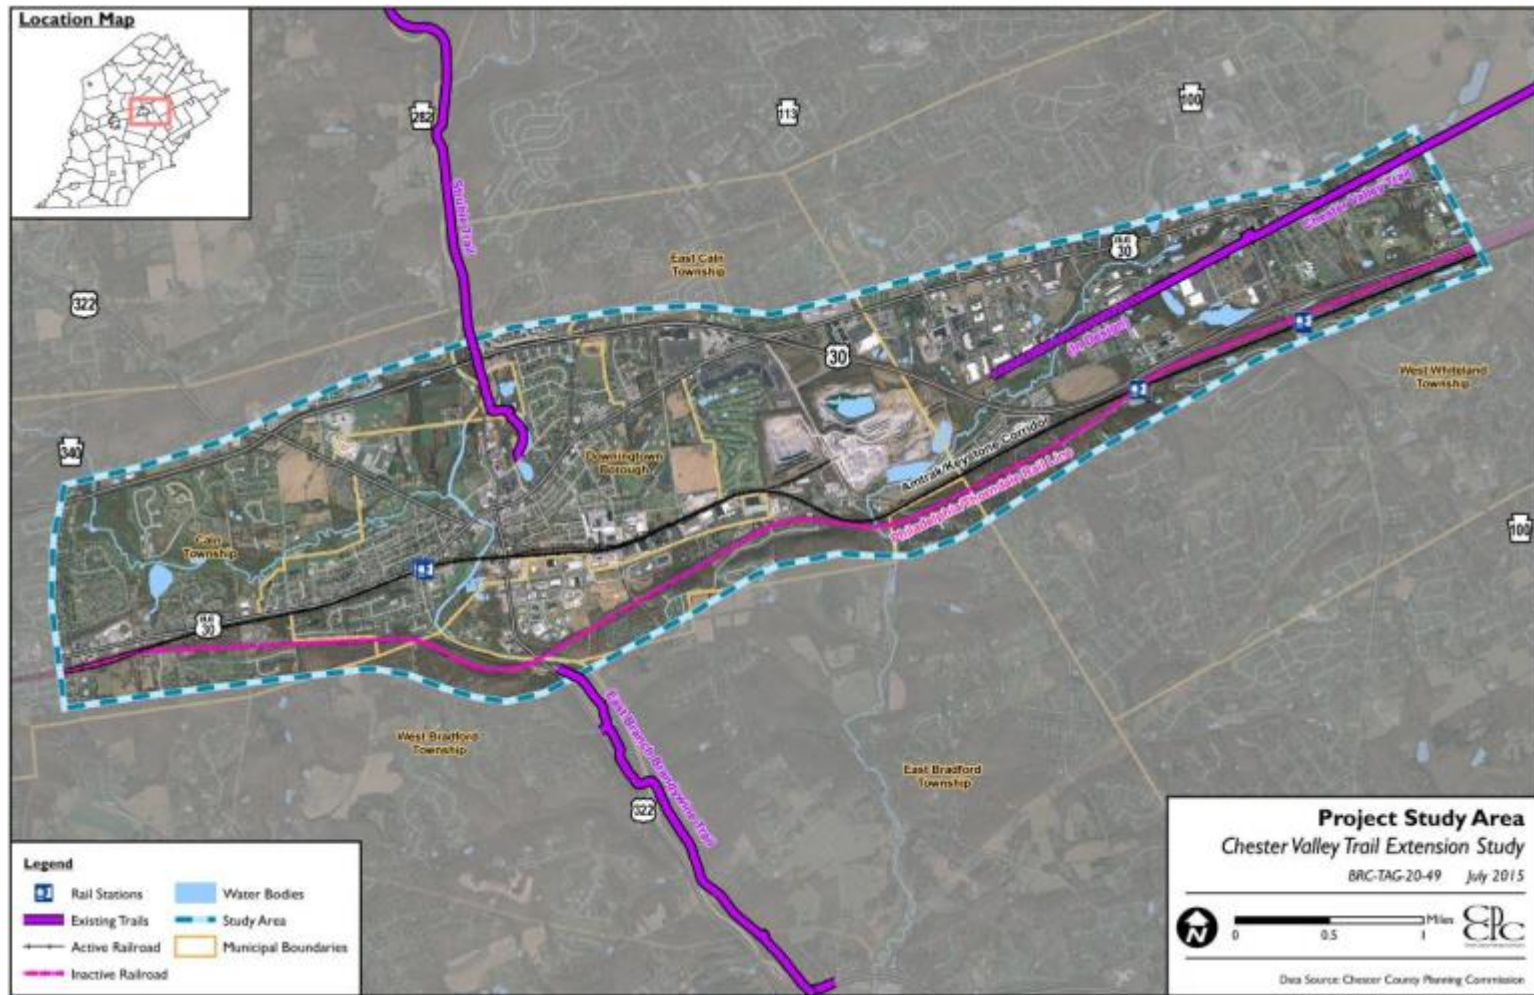 Location Map
282
113
100
Struble Trail
Chester Valley Trail
East Caln
Township
BUS
30
322
30
(In Design)
West Whiteland
Township
340
Downingtown
Borough
Amtrak/Keystone Corridor
Philadelphia/Thorndale Rail Line
100
Caln
Township
BUS
30
West Bradford
Township
East Branch Brandywine Trail
East Bradford
Township
322
Legend
Rail Stations
Water Bodies
Existing Trails
Study Area
Active Railroad
Municipal Boundaries
Inactive Railroad
Project Study Area
Chester Valley Trail Extension Study
BRC-TAG-20-49 July 2015
N
Miles
0 0.5 1
CCPC
Data Source: Chester County Planning Commission